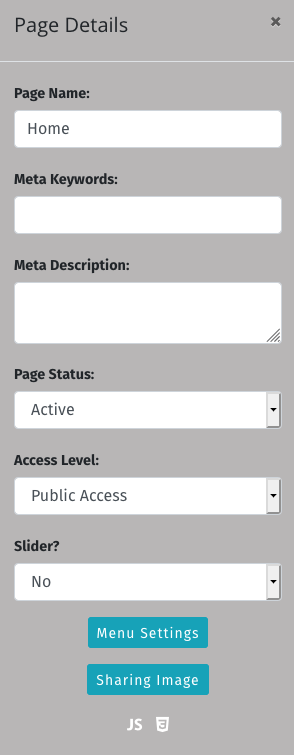 Page Details ×
Page Name:
Home
Meta Keywords:
Meta Description:
Page Status:
Active
Access Level:
Public Access
Slider?
No
Menu Settings
Sharing Image
JS 3